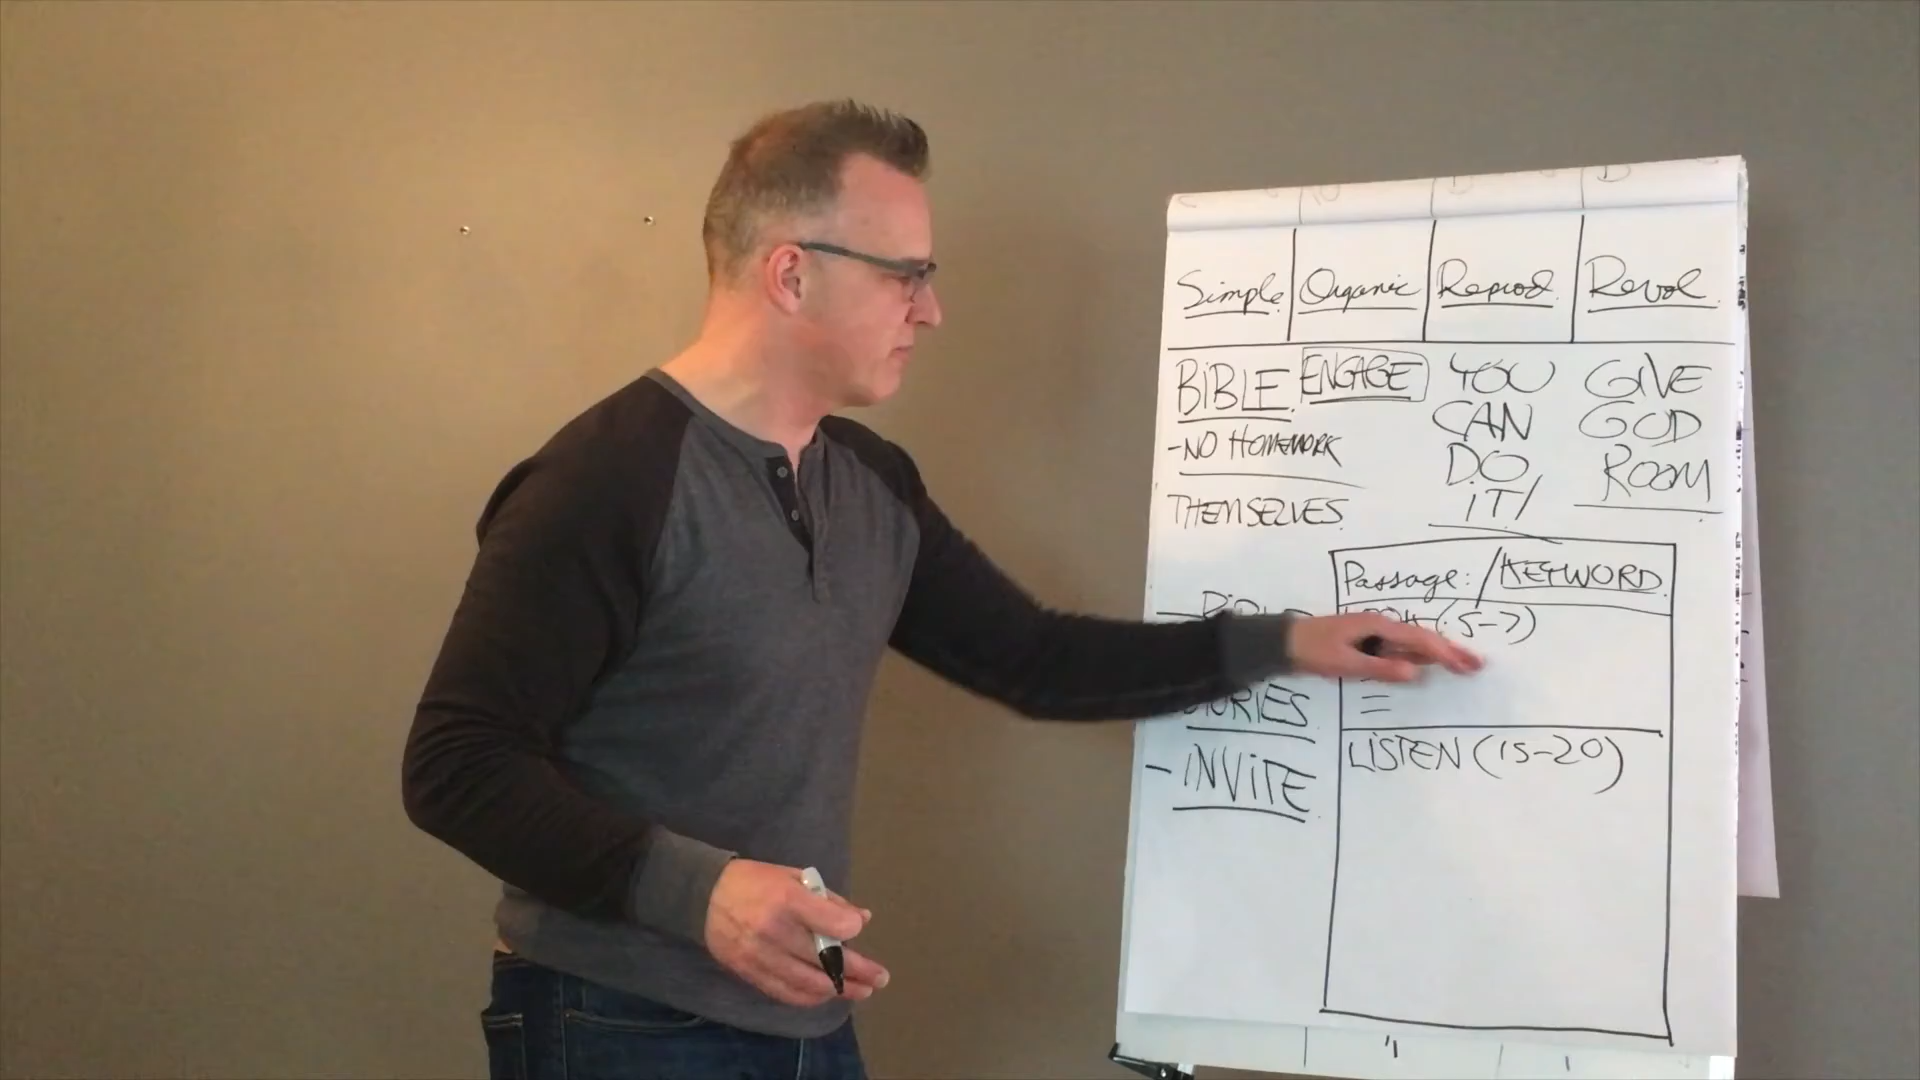 Simple Organic Reprod. Revol.
BIBLE. ENGAGE YOU GIVE
-NO HOMEWORK CAN GOD
THEMSELVES. DO ROOM
IT!
Passage: / KEYWORD.
(5-7)
STORIES.
-INVITE.
LISTEN (15-20)